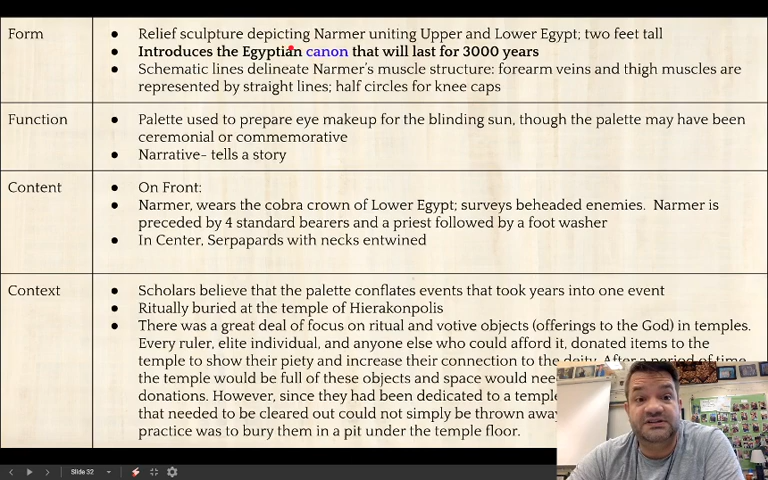 Form
● Relief sculpture depicting Narmer uniting Upper and Lower Egypt; two feet tall
● Introduces the Egyptian canon that will last for 3000 years
● Schematic lines delineate Narmer's muscle structure: forearm veins and thigh muscles are
represented by straight lines; half circles for knee caps
Function
● Palette used to prepare eye makeup for the blinding sun, though the palette may have been
ceremonial or commemorative
● Narrative- tells a story
Content
● On Front:
● Narmer, wears the cobra crown of Lower Egypt; surveys beheaded enemies. Narmer is
preceded by 4 standard bearers and a priest followed by a foot washer
● In Center, Serpapards with necks entwined
Context
● Scholars believe that the palette conflates events that took years into one event
● Ritually buried at the temple of Hierakonpolis
● There was a great deal of focus on ritual and votive objects (offerings to the God) in temples.
Every ruler, elite individual, and anyone else who could afford it, donated items to the
temple to show their piety and increase their connection to the deity. After a period of time
the temple would be full of these objects and space would
donations. However, since they had been dedicated to a
that needed to be cleared out could not simply be thrown
practice was to bury them in a pit under the temple floor.
Slide 32